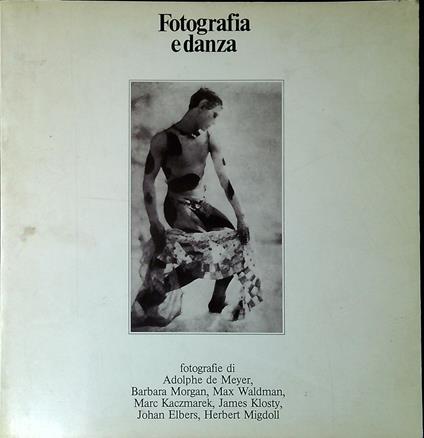 Fotografia
e danza
fotografie di
Adolphe de Meyer,
Barbara Morgan, Max Waldman,
Marc Kaczmarek, James Klosty,
Johan Elbers, Herbert Migdoll